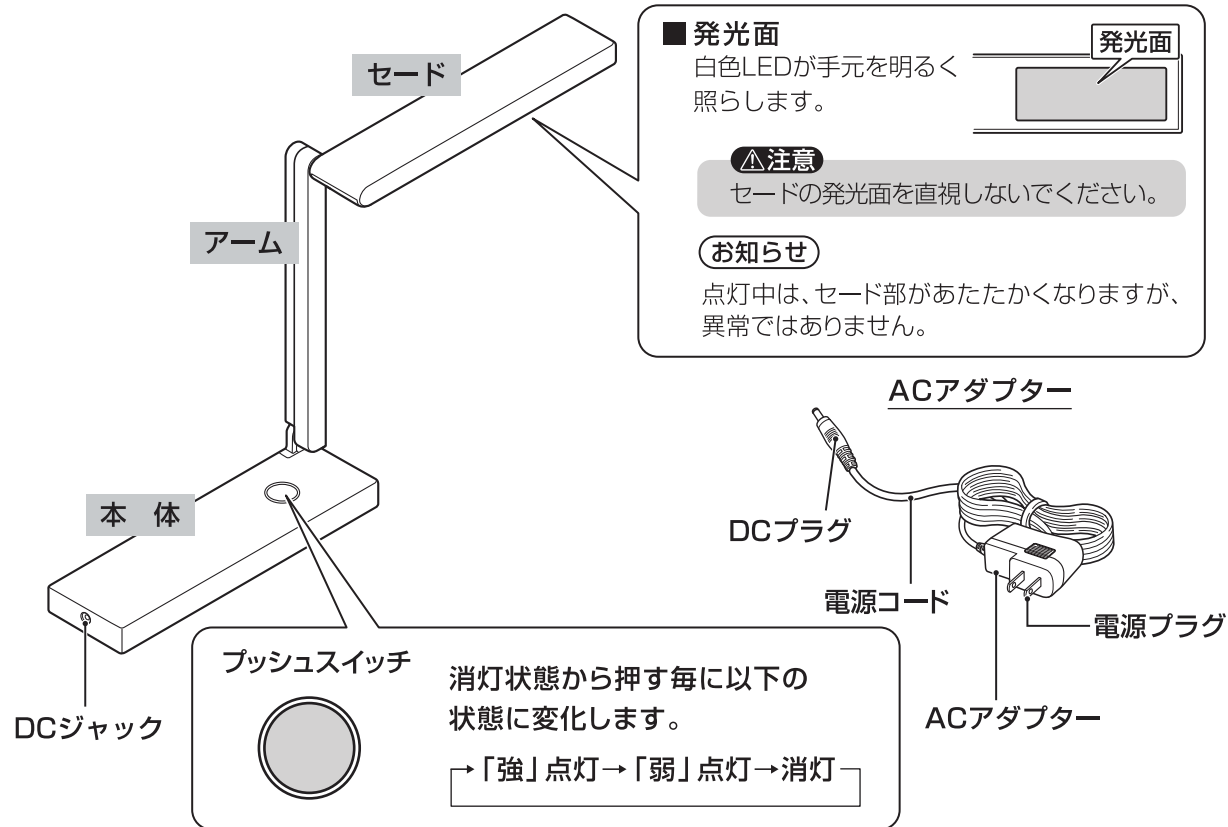 セード
アーム
本　体
DCジャック
■発光面
白色LEDが手元を明るく
照らします。
発光面
⚠注意
セードの発光面を直視しないでください。
お知らせ
点灯中は、セード部があたたかくなりますが、
異常ではありません。
ACアダプター
DCプラグ
電源コード
電源プラグ
ACアダプター
プッシュスイッチ
消灯状態から押す毎に以下の
状態に変化します。
→「強」点灯→「弱」点灯→消灯